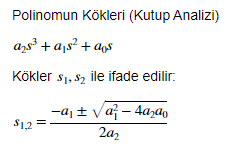 Polinomun Kökleri (Kutup Analizi)
a₂s³ + a₁s² + a₀s
Kökler s₁, s₂ ile ifade edilir:
s₁,₂ = (−a₁ ± √(a₁² − 4a₂a₀)) / (2a₂)